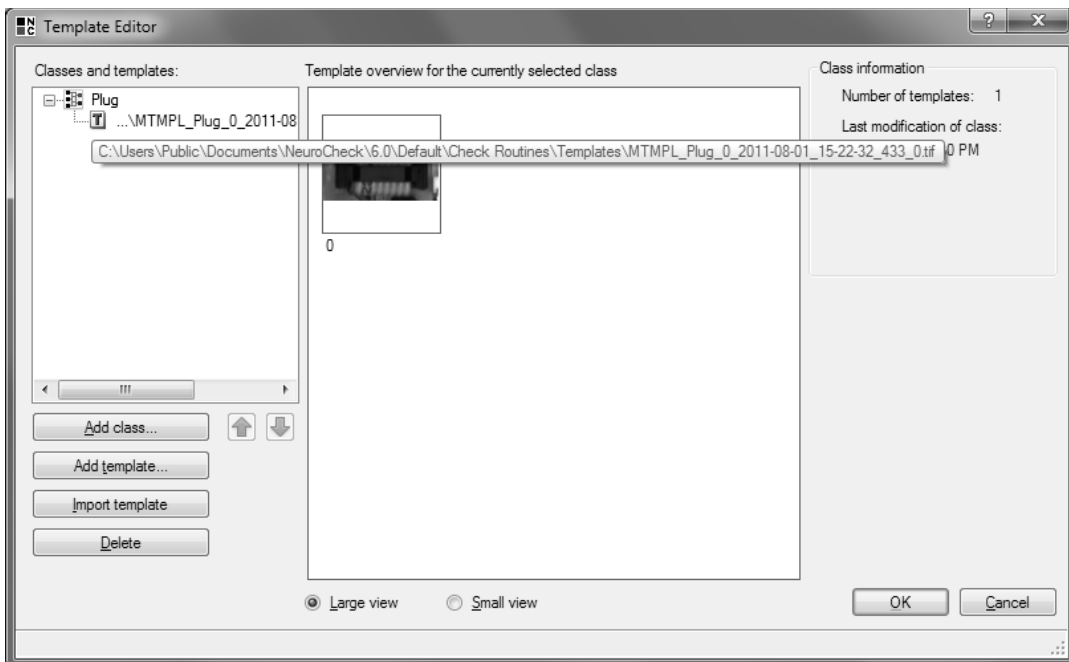 Template Editor
Classes and templates:
Plug
...\MTMPL_Plug_0_2011-08
Add class...
Add template...
Import template
Delete
Template overview for the currently selected class
C:\Users\Public\Documents\NeuroCheck\6.0\Default\Check Routines\Templates\MTMPL_Plug_0_2011-08-01_15-22-32_433_0.tif
0
Large view
Small view
Class information
Number of templates: 1
Last modification of class:
0 PM
OK
Cancel